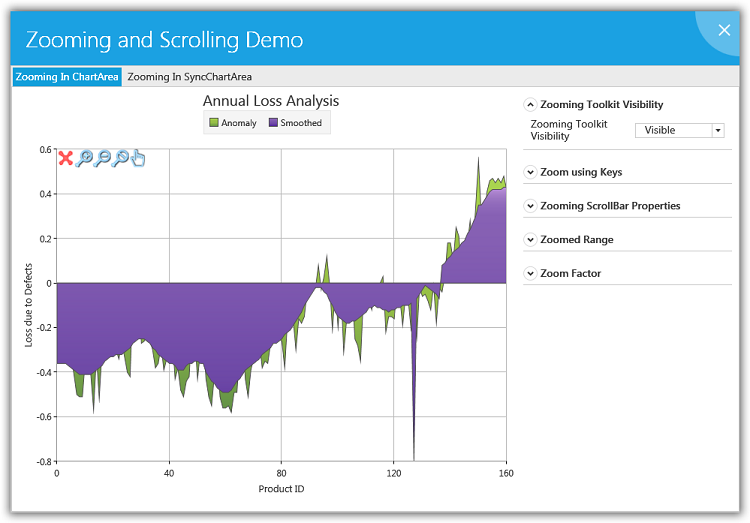 Zooming and Scrolling Demo
Zooming In ChartArea Zooming In SyncChartArea
Annual Loss Analysis
Anomaly Smoothed
0.6
0.4
0.2
0
-0.2
-0.4
-0.6
-0.8
Loss due to Defects
0 40 80 120 160
Product ID
Zooming Toolkit Visibility
Zooming Toolkit
Visibility
Visible
Zoom using Keys
Zooming ScrollBar Properties
Zoomed Range
Zoom Factor